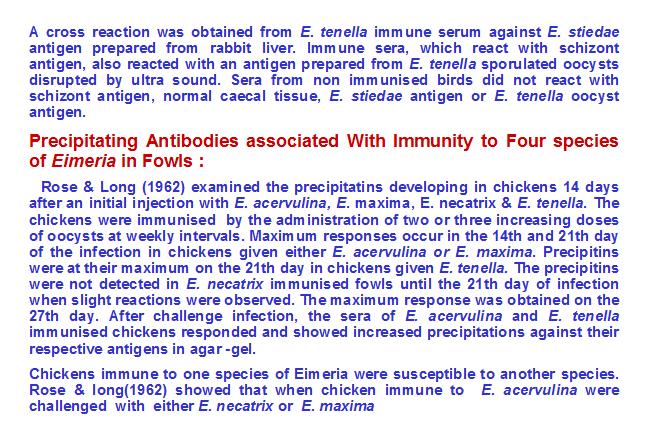 A cross reaction was obtained from E. tenella immune serum against E. stiedae
antigen prepared from rabbit liver. Immune sera, which react with schizont
antigen, also reacted with an antigen prepared from E. tenella sporulated oocysts
disrupted by ultra sound. Sera from non immunised birds did not react with
schizont antigen, normal caecal tissue, E. stiedae antigen or E. tenella oocyst
antigen.
Precipitating Antibodies associated With Immunity to Four species
of Eimeria in Fowls :
Rose & Long (1962) examined the precipitatins developing in chickens 14 days
after an initial injection with E. acervulina, E. maxima, E. necatrix & E. tenella. The
chickens were immunised by the administration of two or three increasing doses
of oocysts at weekly intervals. Maximum responses occur in the 14th and 21th day
of the infection in chickens given either E. acervulina or E. maxima. Precipitins
were at their maximum on the 21th day in chickens given E. tenella. The precipitins
were not detected in E. necatrix immunised fowls until the 21th day of infection
when slight reactions were observed. The maximum response was obtained on the
27th day. After challenge infection, the sera of E. acervulina and E. tenella
immunised chickens responded and showed increased precipitations against their
respective antigens in agar-gel.
Chickens immune to one species of Eimeria were susceptible to another species.
Rose & long(1962) showed that when chicken immune to E. acervulina were
challenged with either E. necatrix or E. maxima